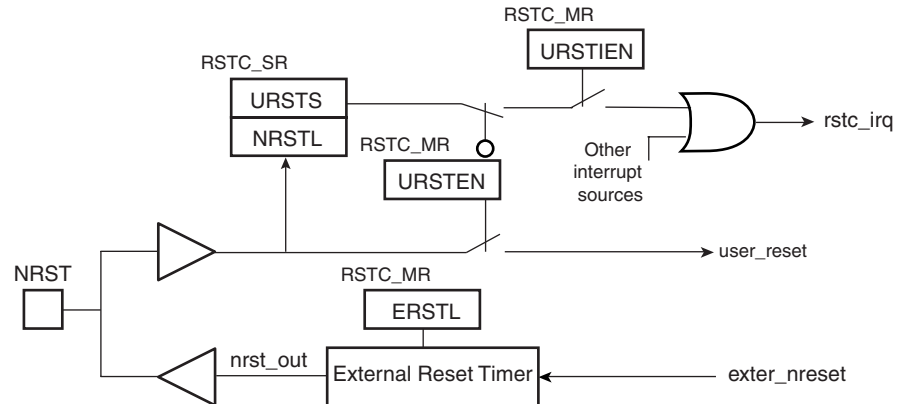 RSTC_MR
URSTIEN
RSTC_SR
URSTS
NRSTL
rstc_irq
RSTC_MR
URSTEN
Other
interrupt
sources
user_reset
NRST
RSTC_MR
ERSTL
nrst_out
External Reset Timer
exter_nreset